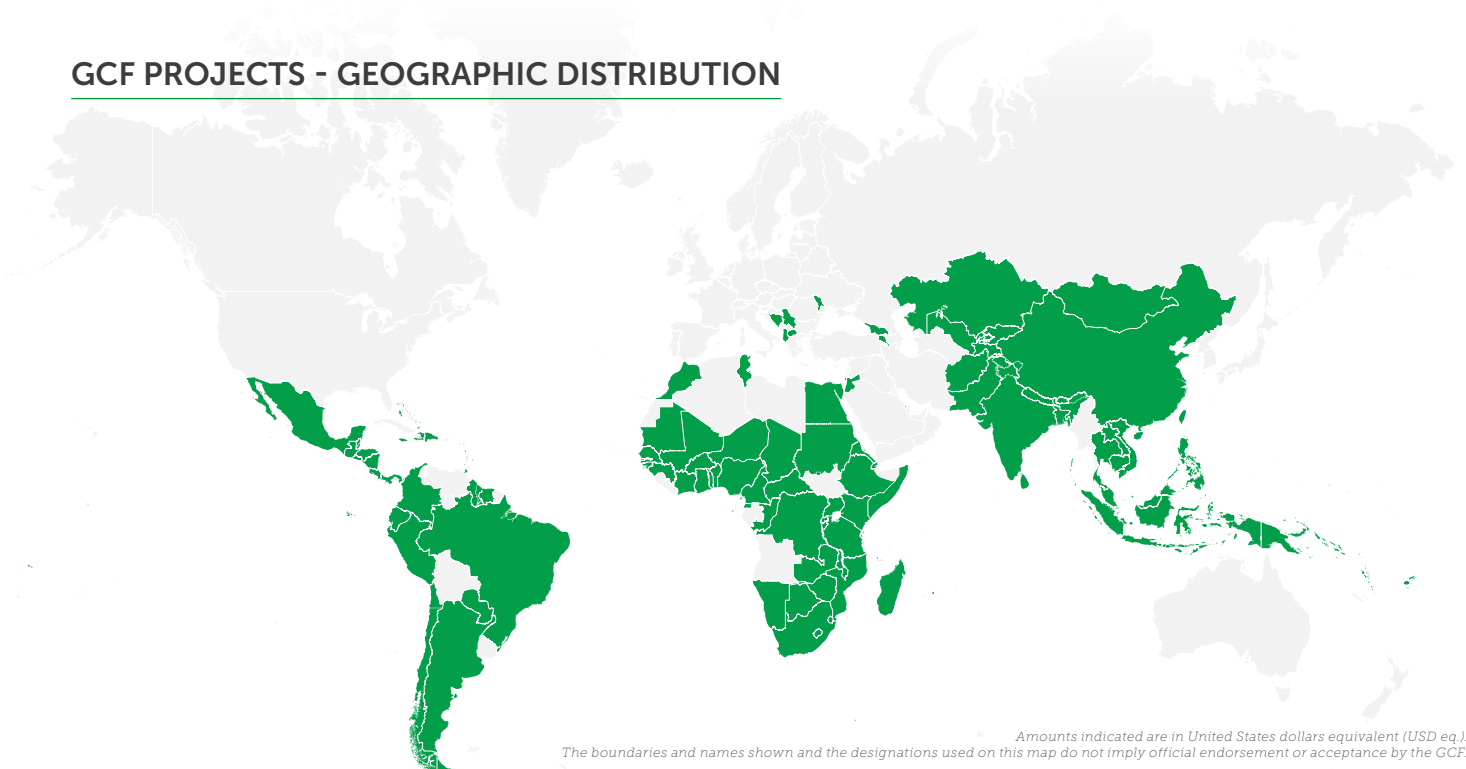 GCF PROJECTS - GEOGRAPHIC DISTRIBUTION
Amounts indicated are in United States dollars equivalent (USD eq.).
The boundaries and names shown and the designations used on this map do not imply official endorsement or acceptance by the GCF.